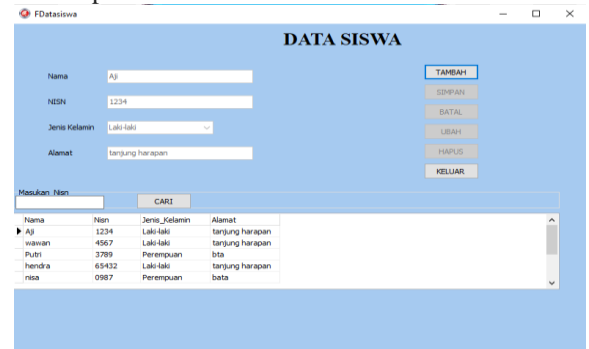 FDatasiswa
DATA SISWA
Nama Aji TAMBAH
SIMPAN
NISN 1234
BATAL
Jenis Kelamin Laki-laki UBAH
Alamat tanjung harapan HAPUS
KELUAR
Masukan Nisn
CARI
Nama Nisn Jenis_Kelamin Alamat
Aji 1234 Laki-laki tanjung harapan
wawan 4567 Laki-laki tanjung harapan
Putri 3789 Perempuan bta
hendra 65432 Laki-laki tanjung harapan
nisa 0987 Perempuan bata